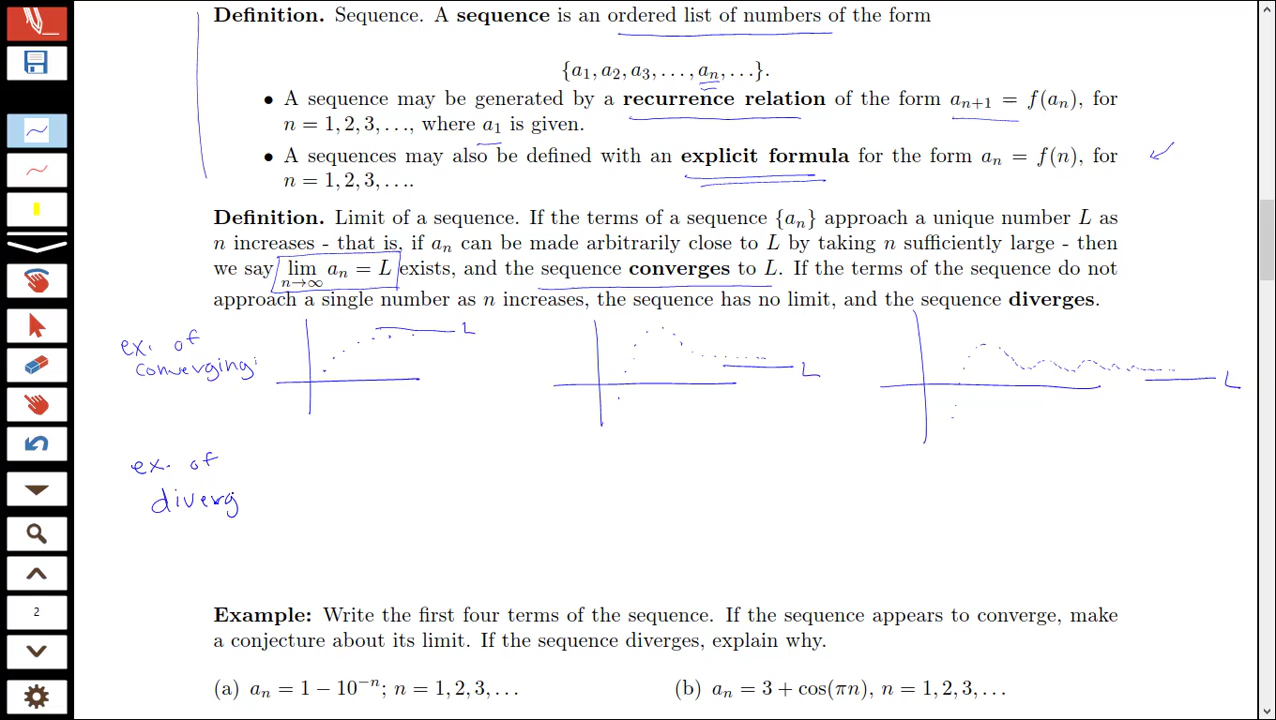 Definition. Sequence. A sequence is an ordered list of numbers of the form
{a₁, a₂, a₃, . . . , aₙ, . . .}.
• A sequence may be generated by a recurrence relation of the form aₙ₊₁ = f(aₙ), for
n = 1, 2, 3, . . ., where a₁ is given.
• A sequences may also be defined with an explicit formula for the form aₙ = f(n), for
n = 1, 2, 3, . . ..
Definition. Limit of a sequence. If the terms of a sequence {aₙ} approach a unique number L as
n increases - that is, if aₙ can be made arbitrarily close to L by taking n sufficiently large - then
we say lim n→∞ aₙ = L exists, and the sequence converges to L. If the terms of the sequence do not
approach a single number as n increases, the sequence has no limit, and the sequence diverges.
ex. of
converging:
L
L
L
ex. of
diverg
2
Example: Write the first four terms of the sequence. If the sequence appears to converge, make
a conjecture about its limit. If the sequence diverges, explain why.
(a) aₙ = 1 − 10⁻ⁿ; n = 1, 2, 3, . . .
(b) aₙ = 3 + cos(πn), n = 1, 2, 3, . . .